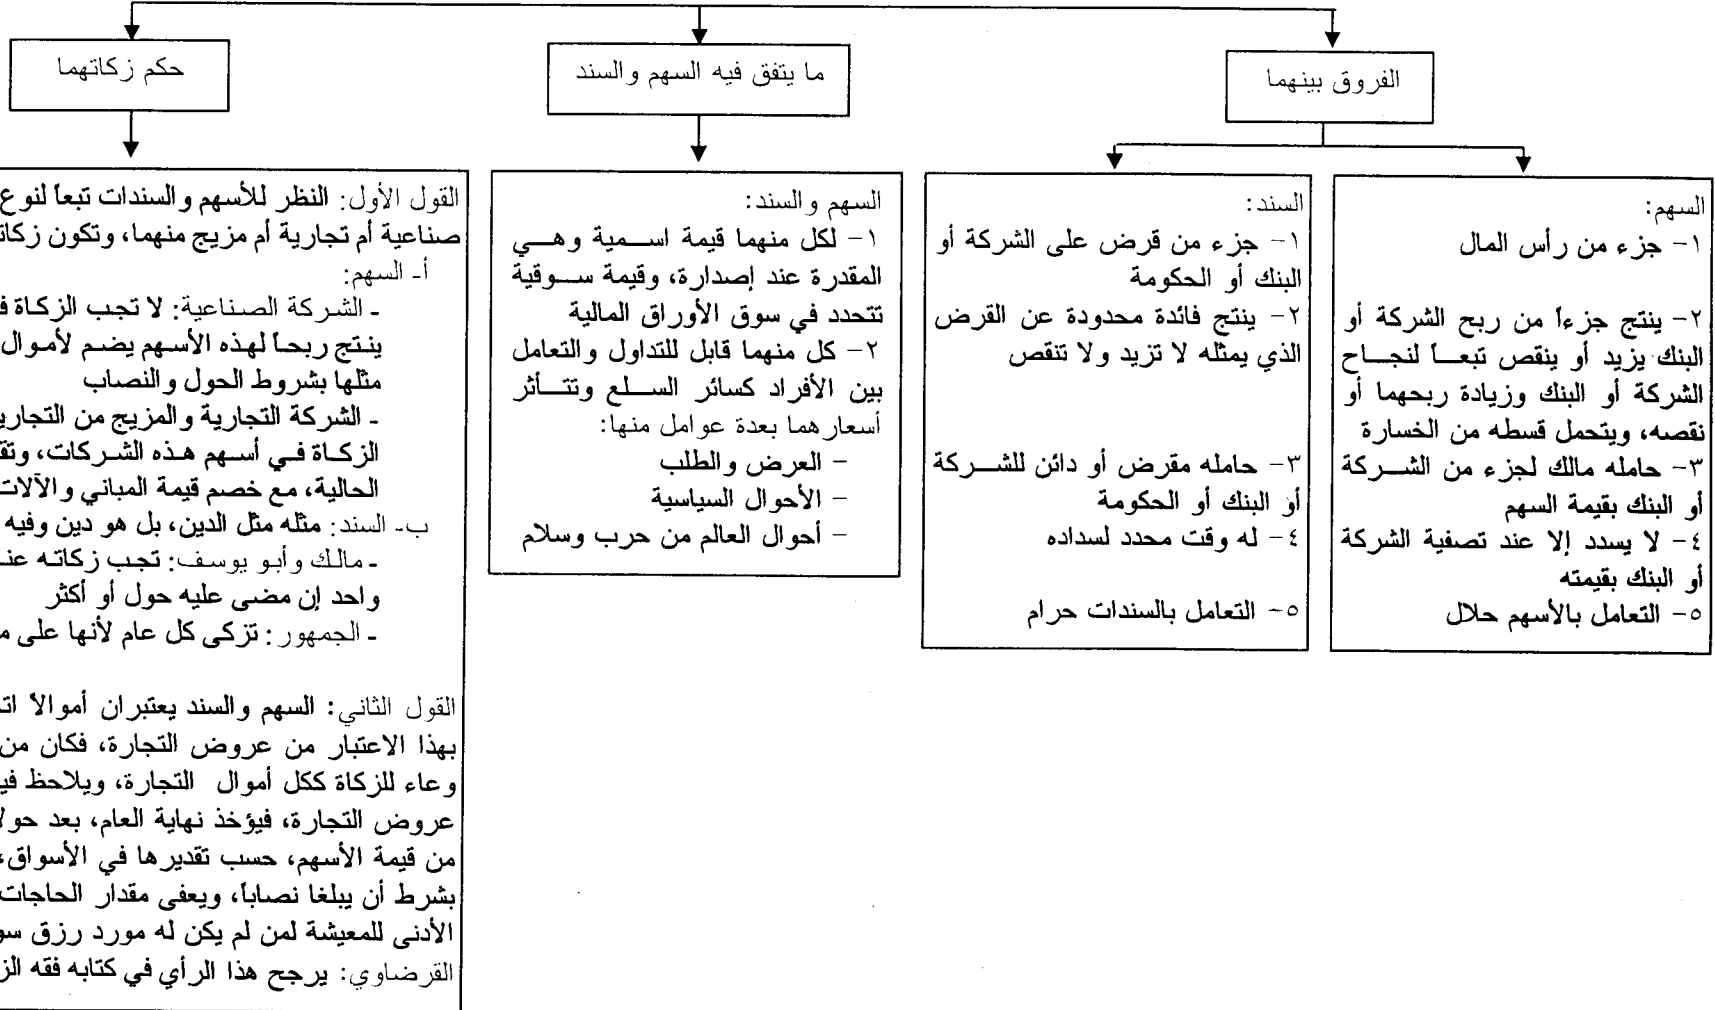 الفروق بينهما
ما يتفق فيه السهم والسند
حكم زكاتهما
السهم:
١- جزء من رأس المال
٢- ينتج جزءاً من ربح الشركة أو
البنك يزيد أو ينقص تبعاً لنجاح
الشركة أو البنك وزيادة ربحهما أو
نقصه، ويتحمل قسطه من الخسارة
٣- حامله مالك لجزء من الشركة
أو البنك بقيمة السهم
٤- لا يسدد إلا عند تصفية الشركة
أو البنك بقيمته
٥- التعامل بالأسهم حلال
السند:
١- جزء من قرض على الشركة أو
البنك أو الحكومة
٢- ينتج فائدة محدودة عن القرض
الذي يمثله لا تزيد ولا تنقص
٣- حامله مقرض أو دائن للشركة
أو البنك أو الحكومة
٤- له وقت محدد لسداده
٥- التعامل بالسندات حرام
السهم والسند:
١- لكل منهما قيمة اسمية وهي
المقدرة عند إصدارة، وقيمة سوقية
تتحدد في سوق الأوراق المالية
٢- كل منهما قابل للتداول والتعامل
بين الأفراد كسائر السلع وتتأثر
أسعارهما بعدة عوامل منها:
- العرض والطلب
- الأحوال السياسية
- أحوال العالم من حرب وسلام
القول الأول: النظر للأسهم والسندات تبعاً لنوع
صناعية أم تجارية أم مزيج منهما، وتكون
أ- السهم:
- الشركة الصناعية: لا تجب الزكاة
ينتج ربحاً لهذه الأسهم يضم لأموال
مثلها بشروط الحول والنصاب
- الشركة التجارية والمزيج من
الزكاة في أسهم هذه الشركات،
الحالية، مع خصم قيمة المباني والآلات
ب- السند: مثله مثل الدين، بل هو دين وفيه
- مالك وأبو يوسف: تجب زكاته
واحد إن مضى عليه حول أو أكثر
- الجمهور: تزكى كل عام لأنها على
القول الثاني: السهم والسند يعتبران أموالاً
بهذا الاعتبار من عروض التجارة، فكان من
وعاء للزكاة ككل أموال التجارة، ويلاحظ
عروض التجارة، فيؤخذ نهاية العام، بعد
من قيمة الأسهم، حسب تقديرها في الأسواق،
بشرط أن يبلغا نصاباً، ويعفى مقدار الحاجات
الأدنى للمعيشة لمن لم يكن له مورد رزق
القرضاوي: يرجح هذا الرأي في كتابه فقه